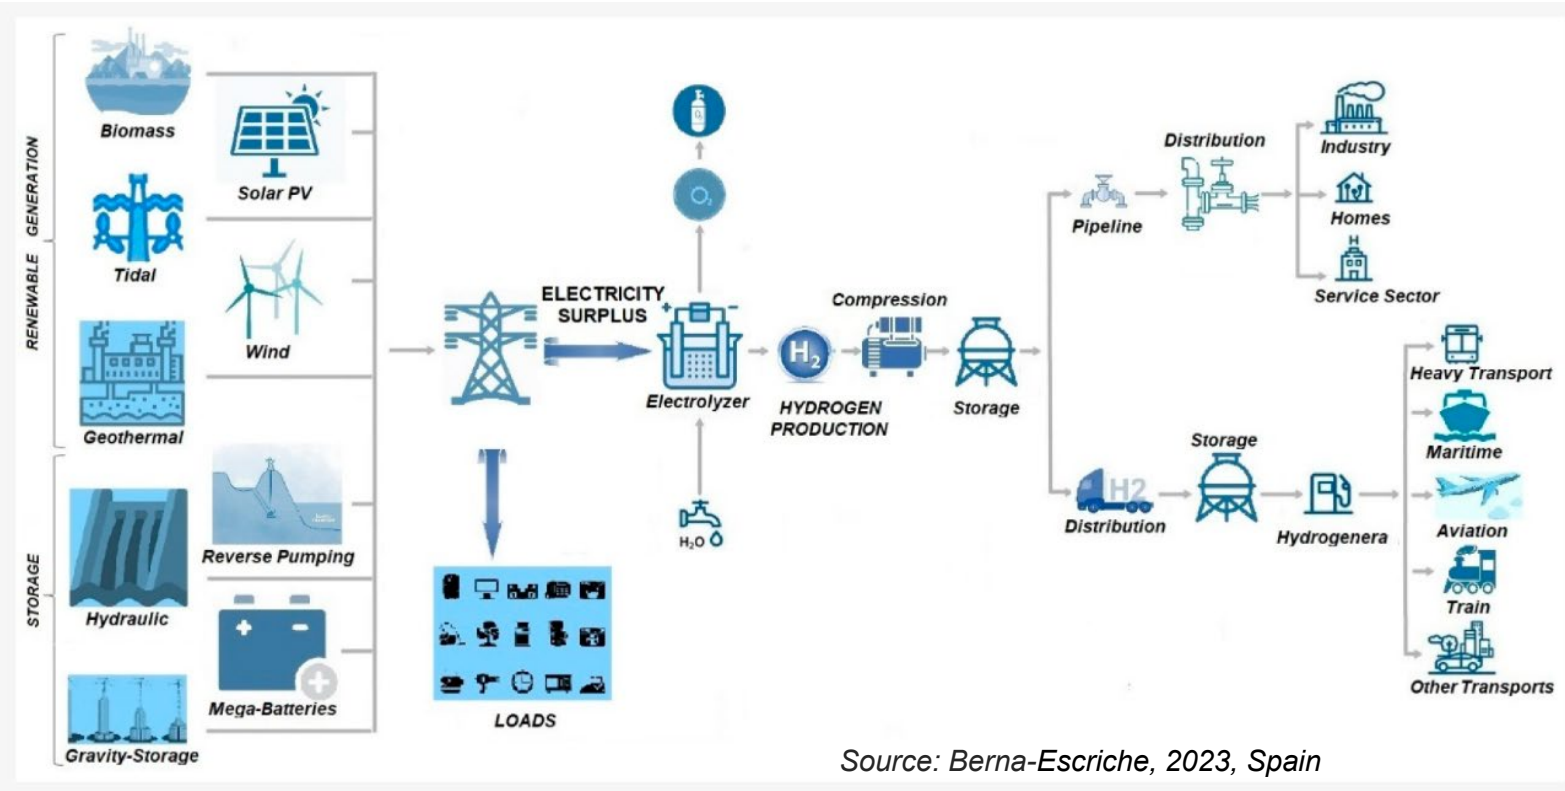 RENEWABLE GENERATION
STORAGE
Biomass
Solar PV
Tidal
Wind
Geothermal
Reverse Pumping
Hydraulic
Mega-Batteries
Gravity-Storage
ELECTRICITY
SURPLUS
LOADS
O₂
Electrolyzer
H₂O
H₂
HYDROGEN
PRODUCTION
Compression
Storage
Pipeline
Distribution
Industry
Homes
H
Service Sector
H2
Distribution
Storage
Hydrogenera
Heavy Transport
Maritime
Aviation
Train
Other Transports
Source: Berna-Escriche, 2023, Spain